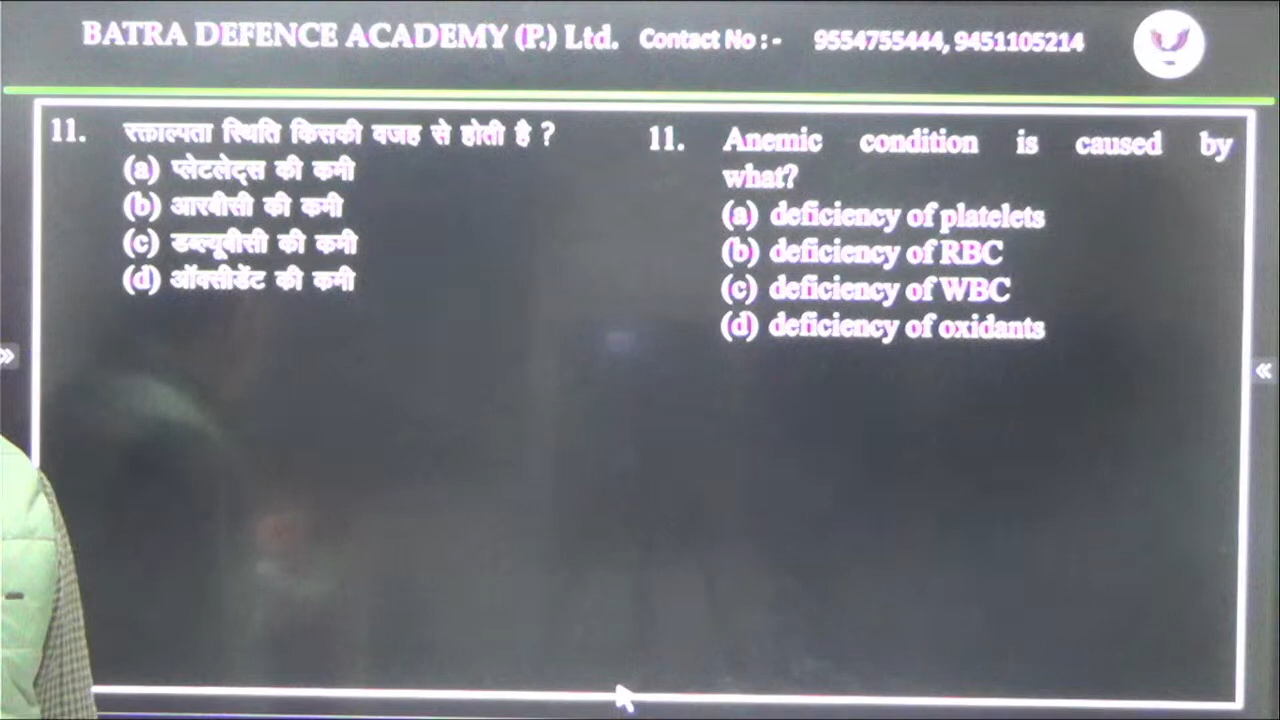 BATRA DEFENCE ACADEMY (P.) Ltd. Contact No :- 9554755444, 9451105214
11. रक्ताल्पता स्थिति किसकी वजह से होती है ?
(a) प्लेटलेट्स की कमी
(b) आरबीसी की कमी
(c) डब्ल्यूबीसी की कमी
(d) ऑक्सीडेंट की कमी
11. Anemic condition is caused by
what?
(a) deficiency of platelets
(b) deficiency of RBC
(c) deficiency of WBC
(d) deficiency of oxidants